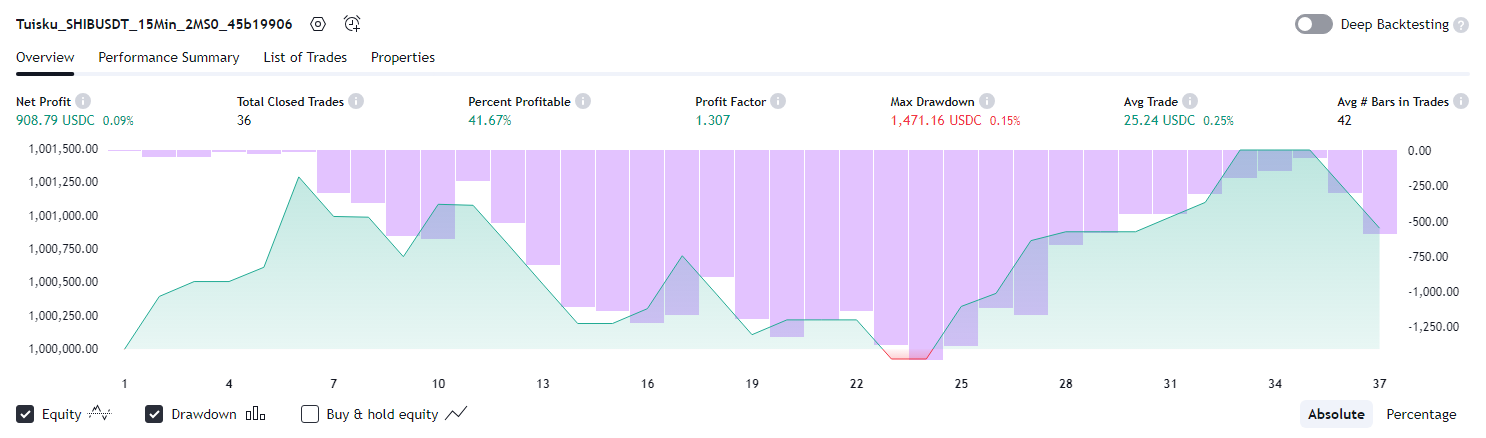 Tuisku_SHIBUSDT_15Min_2MS0_45b19906
Deep Backtesting ?
Overview Performance Summary List of Trades Properties
Net Profit Total Closed Trades Percent Profitable Profit Factor Max Drawdown Avg Trade Avg # Bars in Trades
908.79 USDC 0.09% 36 41.67% 1.307 1,471.16 USDC 0.15% 25.24 USDC 0.25% 42
1,001,500.00 0.00
1,001,250.00 -250.00
1,001,000.00 -500.00
1,000,750.00 -750.00
1,000,500.00 -1,000.00
1,000,250.00 -1,250.00
1,000,000.00
1 4 7 10 13 16 19 22 25 28 31 34 37
Equity Drawdown Buy & hold equity Absolute Percentage